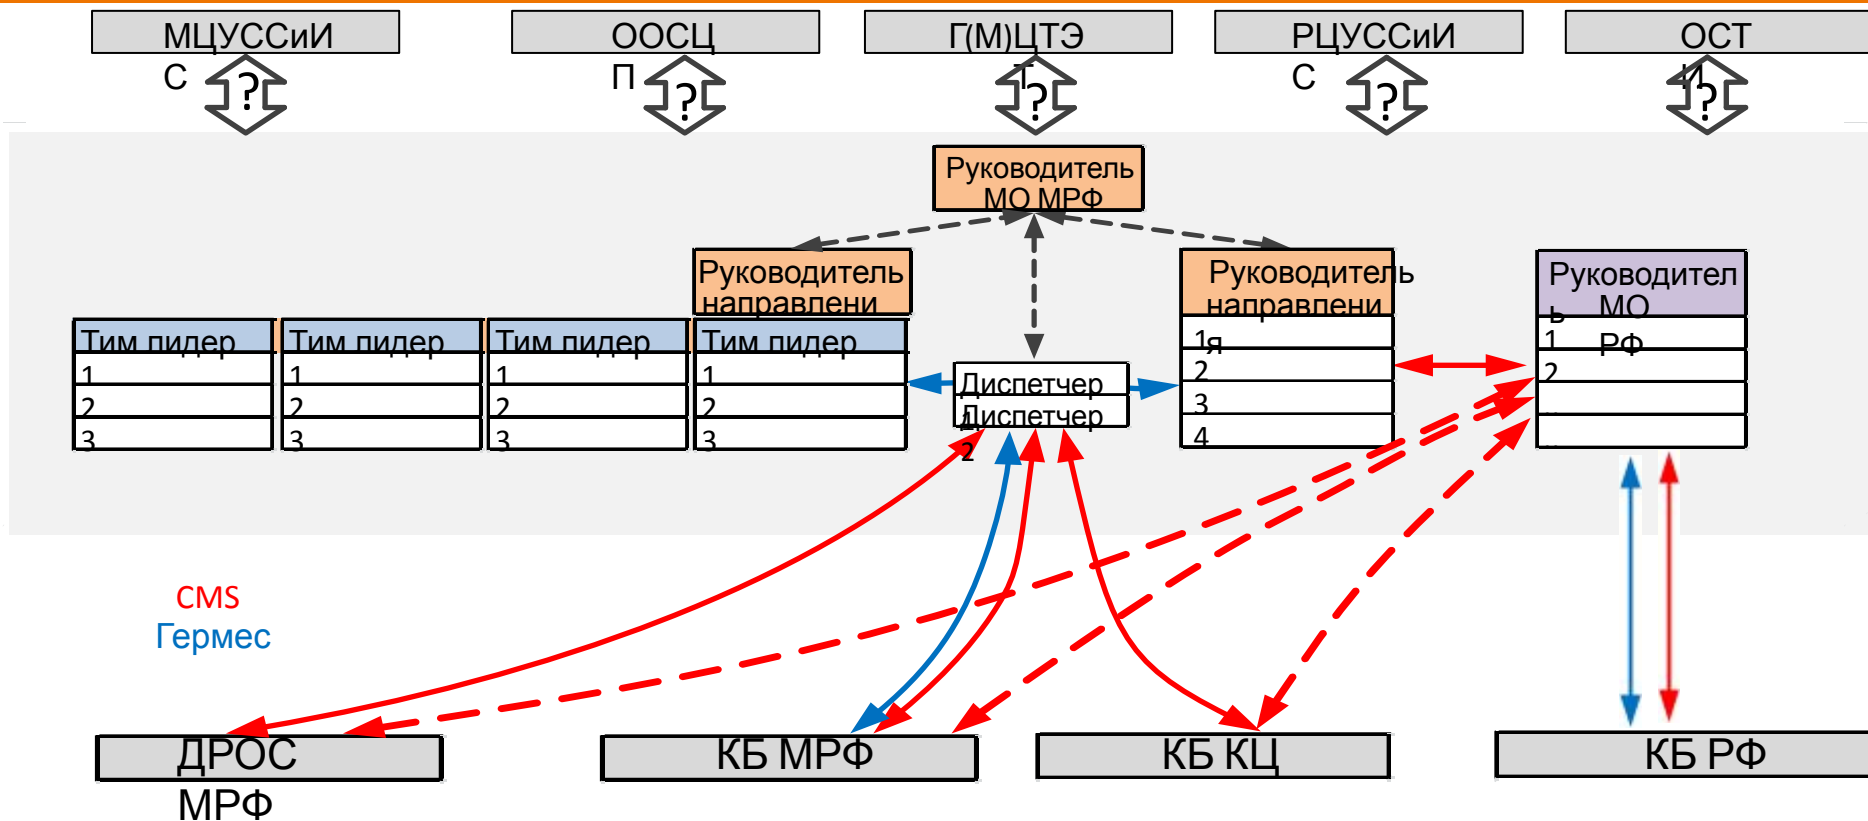 МЦУССиИ
С
ООСЦ
П
Г(М)ЦТЭ
Т
РЦУССиИ
С
ОСТ
И
?
?
?
?
?
Руководитель
МО МРФ
Руководитель
направлени
Руководитель
направлени
я
Руководител
ь
МО
РФ
Тим лидер
Тим лидер
Тим лидер
Тим лидер
1
2
3
1
2
3
1
2
3
1
2
3
Диспетчер
1
Диспетчер
2
1
2
3
4
1
2
..
..
CMS
Гермес
ДРОС
МРФ
КБ МРФ
КБ КЦ
КБ РФ